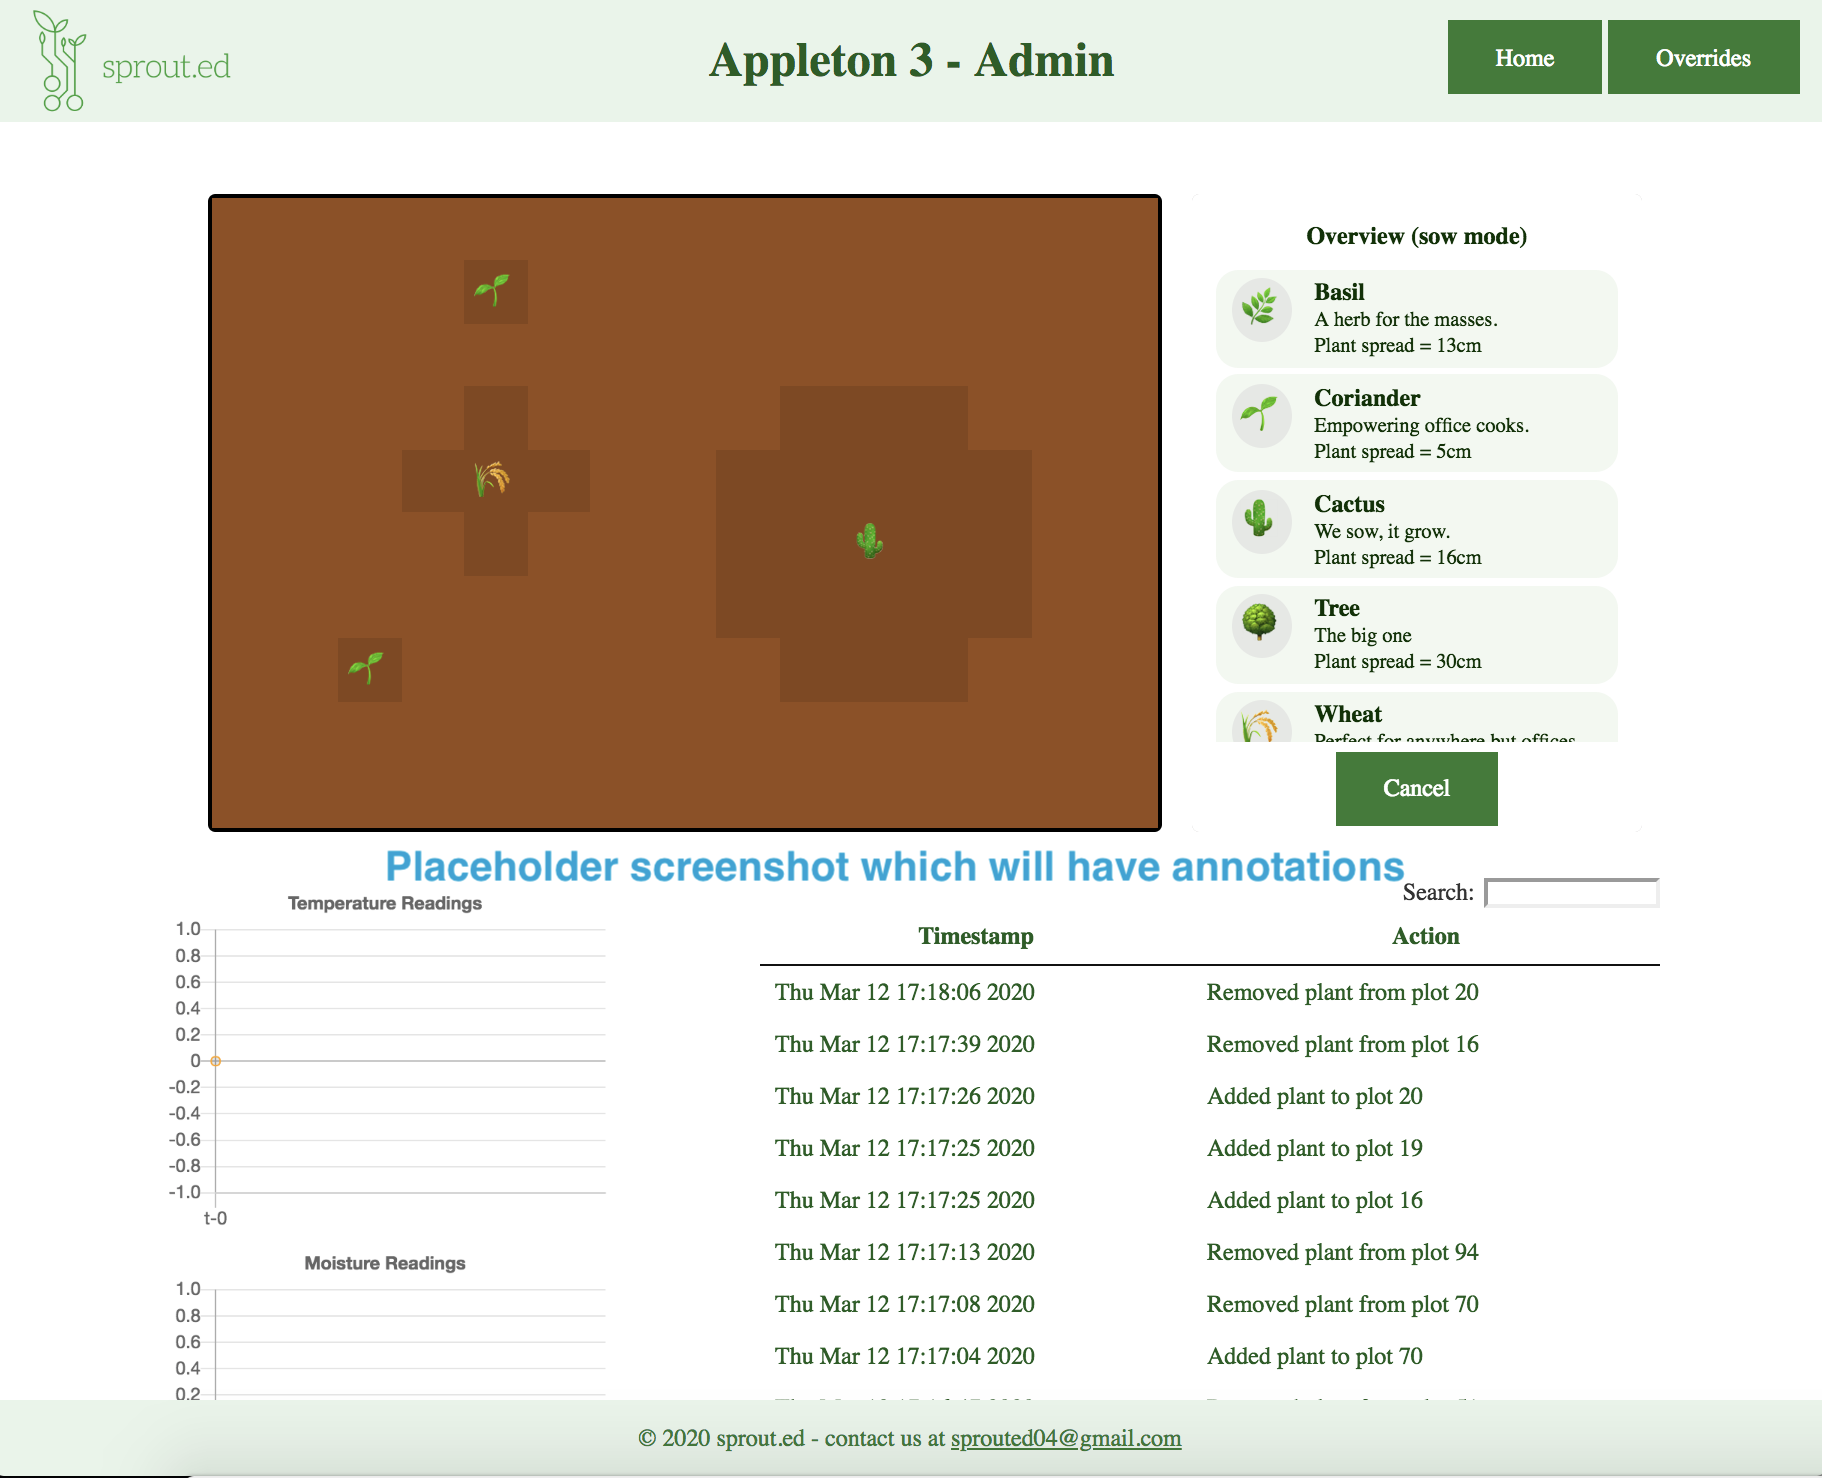 sprout.ed
Appleton 3 - Admin
Home
Overrides
Overview (sow mode)
Basil
A herb for the masses.
Plant spread = 13cm
Coriander
Empowering office cooks.
Plant spread = 5cm
Cactus
We sow, it grow.
Plant spread = 16cm
Tree
The big one
Plant spread = 30cm
Wheat
Perfect for anywhere but offices
Cancel
Placeholder screenshot which will have annotations
Temperature Readings
1.0
0.8
0.6
0.4
0.2
0
-0.2
-0.4
-0.6
-0.8
-1.0
t-0
Moisture Readings
1.0
0.8
0.6
0.4
0.2
Search:
Timestamp Action
Thu Mar 12 17:18:06 2020 Removed plant from plot 20
Thu Mar 12 17:17:39 2020 Removed plant from plot 16
Thu Mar 12 17:17:26 2020 Added plant to plot 20
Thu Mar 12 17:17:25 2020 Added plant to plot 19
Thu Mar 12 17:17:25 2020 Added plant to plot 16
Thu Mar 12 17:17:13 2020 Removed plant from plot 94
Thu Mar 12 17:17:08 2020 Removed plant from plot 70
Thu Mar 12 17:17:04 2020 Added plant to plot 70
© 2020 sprout.ed - contact us at sprouted04@gmail.com